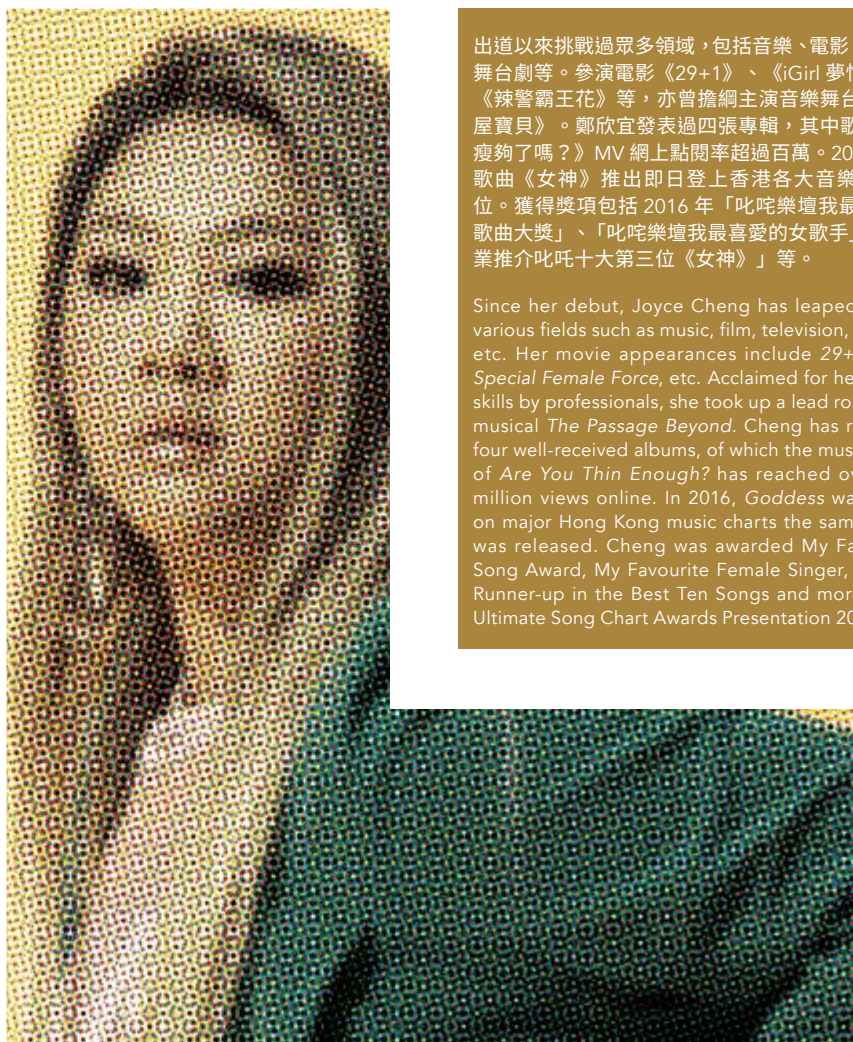 出道以來挑戰過眾多領域，包括音樂、電影
舞台劇等。參演電影《29+1》、《iGirl 夢
《辣警霸王花》等，亦曾擔綱主演音樂舞台
屋寶貝》。鄭欣宜發表過四張專輯，其中歌
瘦夠了嗎？》MV 網上點閱率超過百萬。20
歌曲《女神》推出即日登上香港各大音樂
位。獲得獎項包括 2016 年「叱咤樂壇我最
歌曲大獎」、「叱咤樂壇我最喜愛的女歌手」
業推介叱吒十大第三位《女神》」等。
Since her debut, Joyce Cheng has leaped
various fields such as music, film, television,
etc. Her movie appearances include 29+
Special Female Force, etc. Acclaimed for he
skills by professionals, she took up a lead ro
musical The Passage Beyond. Cheng has r
four well-received albums, of which the mus
of Are You Thin Enough? has reached ov
million views online. In 2016, Goddess wa
on major Hong Kong music charts the sam
was released. Cheng was awarded My Fa
Song Award, My Favourite Female Singer,
Runner-up in the Best Ten Songs and mor
Ultimate Song Chart Awards Presentation 20